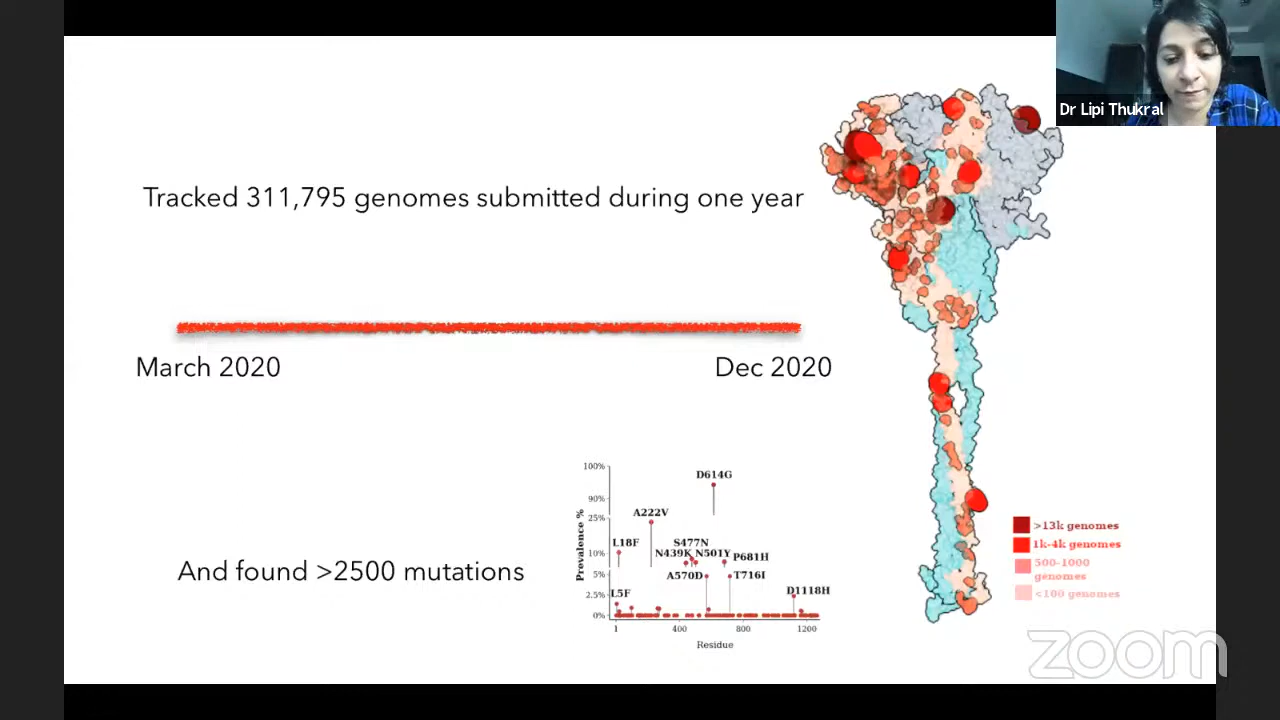 Dr Lipi Thukral
Tracked 311,795 genomes submitted during one year
March 2020
Dec 2020
And found >2500 mutations
100%
90%
25%
10%
5%
2.5%
0%
Prevalence %
D614G
A222V
L18F
S477N
N439K N501Y
P681H
A570D
T716I
D1118H
L5F
1
400
800
1200
Residue
>13k genomes
1k-4k genomes
500-1000
genomes
<100 genomes
zoom